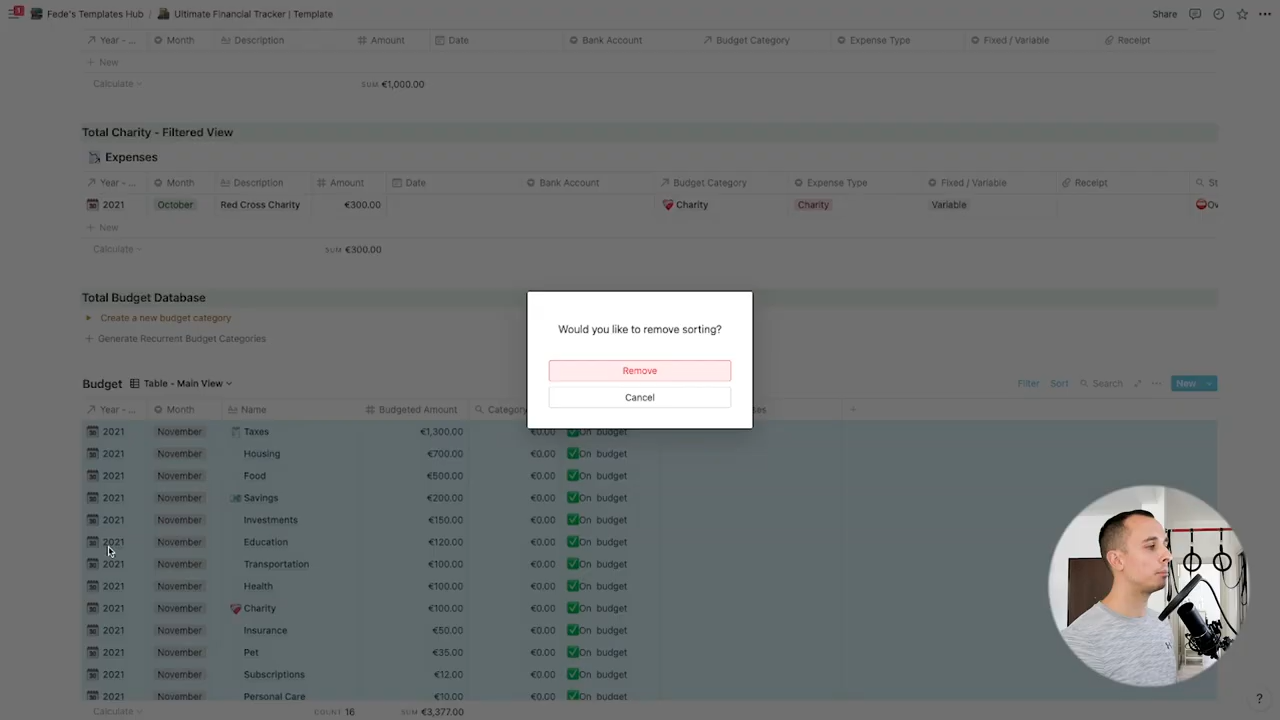 Fede's Templates Hub / Ultimate Financial Tracker | Template Share
Year - ... Month Description Amount Date Bank Account Budget Category Expense Type Fixed / Variable Receipt
+ New
Calculate SUM €1,000.00
Total Charity - Filtered View
Expenses
Year - ... Month Description Amount Date Bank Account Budget Category Expense Type Fixed / Variable Receipt St
2021 October Red Cross Charity €300.00 Charity Charity Variable Ov
+ New
Calculate SUM €300.00
Total Budget Database
Create a new budget category
+ Generate Recurrent Budget Categories
Would you like to remove sorting?
Remove
Cancel
Budget Table - Main View Filter Sort Search New
Year - ... Month Name Budgeted Amount Category es
2021 November Taxes €1,300.00 €0.00 On budget
2021 November Housing €700.00 €0.00 On budget
2021 November Food €500.00 €0.00 On budget
2021 November Savings €200.00 €0.00 On budget
2021 November Investments €150.00 €0.00 On budget
2021 November Education €120.00 €0.00 On budget
2021 November Transportation €100.00 €0.00 On budget
2021 November Health €100.00 €0.00 On budget
2021 November Charity €100.00 €0.00 On budget
2021 November Insurance €50.00 €0.00 On budget
2021 November Pet €35.00 €0.00 On budget
2021 November Subscriptions €12.00 €0.00 On budget
2021 November Personal Care €10.00 €0.00 On budget
Calculate COUNT 16 SUM €3,377.00
?